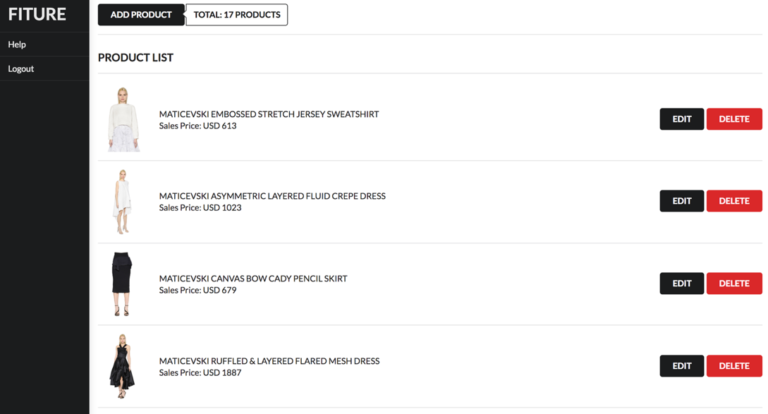 FITURE
Help
Logout
ADD PRODUCT
TOTAL: 17 PRODUCTS
PRODUCT LIST
MATICEVSKI EMBOSSED STRETCH JERSEY SWEATSHIRT
Sales Price: USD 613
EDIT
DELETE
MATICEVSKI ASYMMETRIC LAYERED FLUID CREPE DRESS
Sales Price: USD 1023
EDIT
DELETE
MATICEVSKI CANVAS BOW CADY PENCIL SKIRT
Sales Price: USD 679
EDIT
DELETE
MATICEVSKI RUFFLED & LAYERED FLARED MESH DRESS
Sales Price: USD 1887
EDIT
DELETE